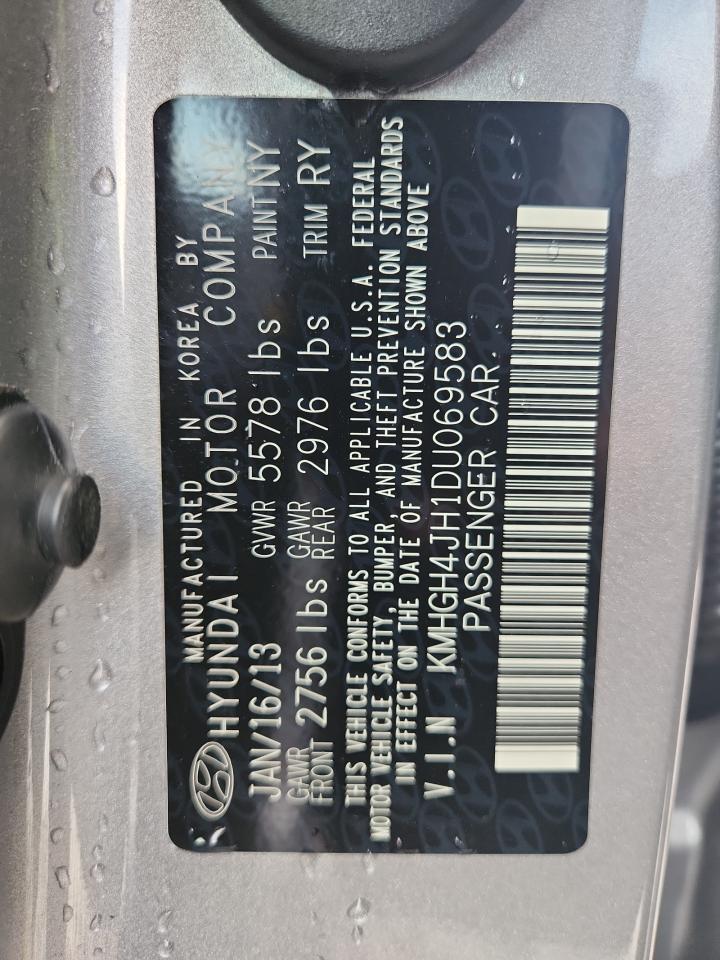 MANUFACTURED IN KOREA BY
HYUNDAI MOTOR COMPANY
JAN/16/13 GVWR 5578 lbs PAINT NY
GAWR FRONT 2756 lbs GAWR REAR 2976 lbs TRIM RY
THIS VEHICLE CONFORMS TO ALL APPLICABLE U.S.A. FEDERAL
MOTOR VEHICLE SAFETY, BUMPER, AND THEFT PREVENTION STANDARDS
IN EFFECT ON THE DATE OF MANUFACTURE SHOWN ABOVE
V.I.N KMHGH4JH1DU069583
PASSENGER CAR